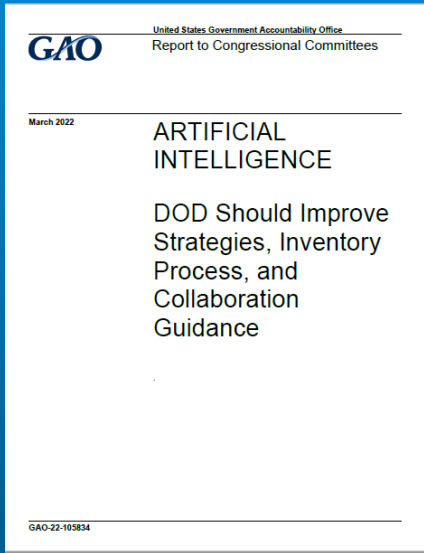 United States Government Accountability Office
GAO
Report to Congressional Committees
March 2022
ARTIFICIAL
INTELLIGENCE
DOD Should Improve
Strategies, Inventory
Process, and
Collaboration
Guidance
GAO-22-105834